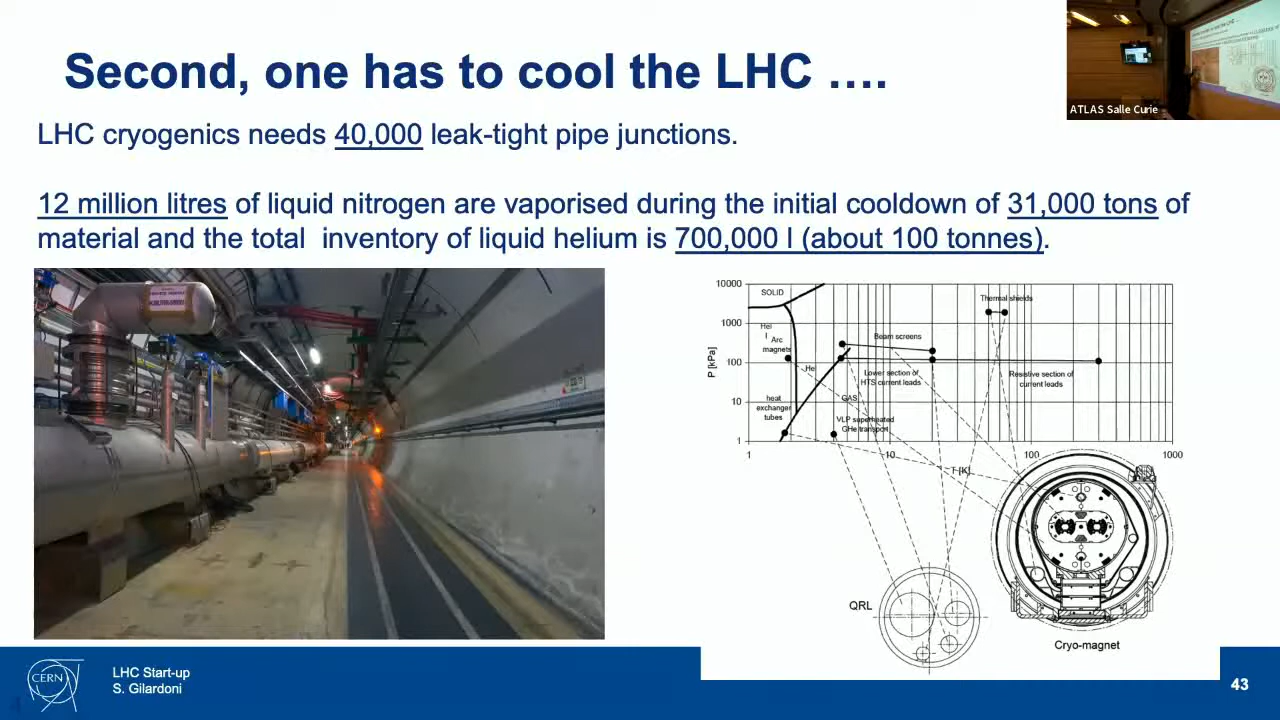 Second, one has to cool the LHC ....
ATLAS Salle Curie
LHC cryogenics needs 40,000 leak-tight pipe junctions.
12 million litres of liquid nitrogen are vaporised during the initial cooldown of 31,000 tons of
material and the total inventory of liquid helium is 700,000 l (about 100 tonnes).
10000
1000
100
10
1
P [kPa]
SOLID
HeI
Arc
magnets
He
heat
exchanger
tubes
Thermal shields
Beam screens
Lower section of
HTS current leads
Resistive section of
current leads
GAS
VLP superheated
GHe transport
1
10
100
1000
T [K]
QRL
Cryo-magnet
CERN
LHC Start-up
S. Gilardoni
43